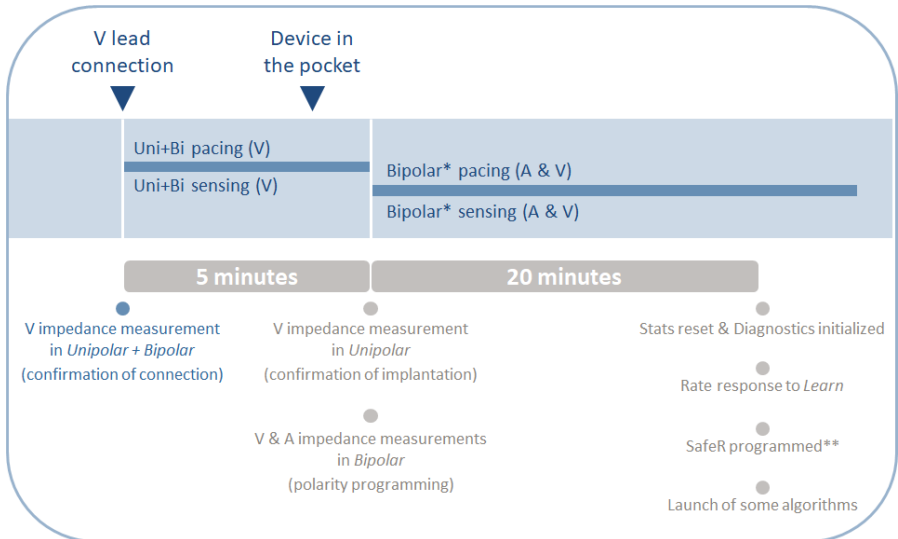 V lead
connection
Device in
the pocket
Uni+Bi pacing (V)
Uni+Bi sensing (V)
Bipolar* pacing (A & V)
Bipolar* sensing (A & V)
5 minutes
20 minutes
V impedance measurement
in Unipolar + Bipolar
(confirmation of connection)
V impedance measurement
in Unipolar
(confirmation of implantation)
V & A impedance measurements
in Bipolar
(polarity programming)
Stats reset & Diagnostics initialized
Rate response to Learn
SafeR programmed**
Launch of some algorithms